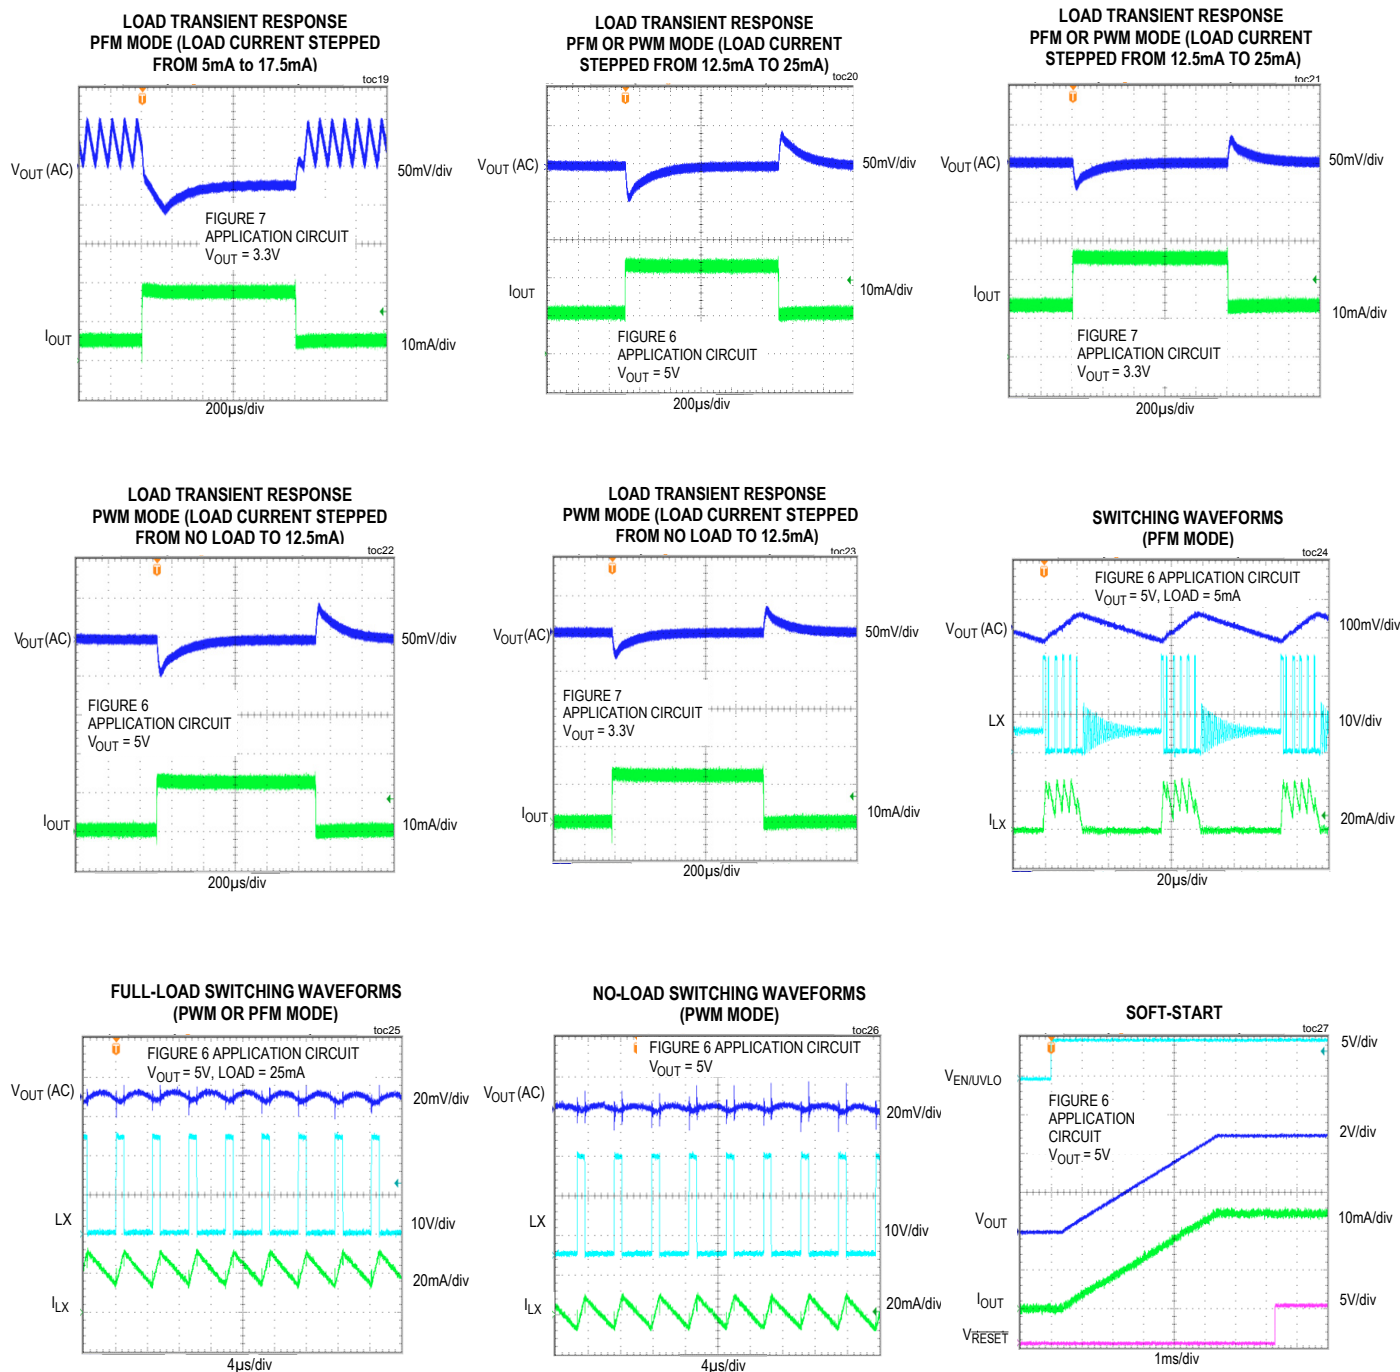 LOAD TRANSIENT RESPONSE
PFM MODE (LOAD CURRENT STEPPED
FROM 5mA to 17.5mA)
toc19
T
VOUT (AC)
50mV/div
FIGURE 7
APPLICATION CIRCUIT
VOUT = 3.3V
IOUT
10mA/div
200µs/div
LOAD TRANSIENT RESPONSE
PFM OR PWM MODE (LOAD CURRENT
STEPPED FROM 12.5mA TO 25mA)
toc20
T
VOUT (AC)
50mV/div
IOUT
10mA/div
FIGURE 6
APPLICATION CIRCUIT
VOUT = 5V
200µs/div
LOAD TRANSIENT RESPONSE
PFM OR PWM MODE (LOAD CURRENT
STEPPED FROM 12.5mA TO 25mA)
toc21
T
VOUT (AC)
50mV/div
IOUT
10mA/div
FIGURE 7
APPLICATION CIRCUIT
VOUT = 3.3V
200µs/div
LOAD TRANSIENT RESPONSE
PWM MODE (LOAD CURRENT STEPPED
FROM NO LOAD TO 12.5mA)
toc22
T
VOUT (AC)
50mV/div
FIGURE 6
APPLICATION CIRCUIT
VOUT = 5V
IOUT
10mA/div
200µs/div
LOAD TRANSIENT RESPONSE
PWM MODE (LOAD CURRENT STEPPED
FROM NO LOAD TO 12.5mA)
toc23
T
VOUT (AC)
50mV/div
FIGURE 7
APPLICATION CIRCUIT
VOUT = 3.3V
IOUT
10mA/div
200µs/div
SWITCHING WAVEFORMS
(PFM MODE)
toc24
T
FIGURE 6 APPLICATION CIRCUIT
VOUT = 5V, LOAD = 5mA
VOUT (AC)
100mV/div
LX
10V/div
ILX
20mA/div
20µs/div
FULL-LOAD SWITCHING WAVEFORMS
(PWM OR PFM MODE)
toc25
T
FIGURE 6 APPLICATION CIRCUIT
VOUT = 5V, LOAD = 25mA
VOUT (AC)
20mV/div
LX
10V/div
20mA/div
ILX
4µs/div
NO-LOAD SWITCHING WAVEFORMS
(PWM MODE)
toc26
FIGURE 6 APPLICATION CIRCUIT
VOUT = 5V
VOUT (AC)
20mV/div
LX
10V/div
ILX
20mA/div
4µs/div
SOFT-START
toc27
T
5V/div
VEN/UVLO
FIGURE 6
APPLICATION
CIRCUIT
VOUT = 5V
2V/div
VOUT
10mA/div
IOUT
5V/div
VRESET
1ms/div